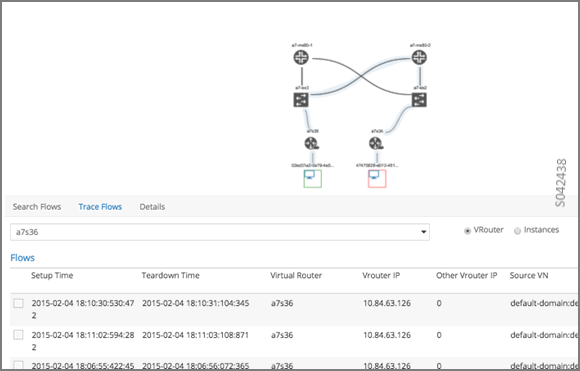 a7-mx80-1 a7-mx80-2
a7-ex3 a7-ex2
a7s35 a7s36
S042438
Search Flows Trace Flows Details
a7s36 VRouter Instances
Flows
Setup Time Teardown Time Virtual Router Vrouter IP Other Vrouter IP Source VN
2015-02-04 18:10:30:530:47 2015-02-04 18:10:31:104:345 a7s36 10.84.63.126 0 default-domain:de
2
2015-02-04 18:11:02:594:28 2015-02-04 18:11:03:108:871 a7s36 10.84.63.126 0 default-domain:de
2
2015-02-04 18:06:55:422:45 2015-02-04 18:06:56:072:365 a7s36 10.84.63.126 0 default-domain:de